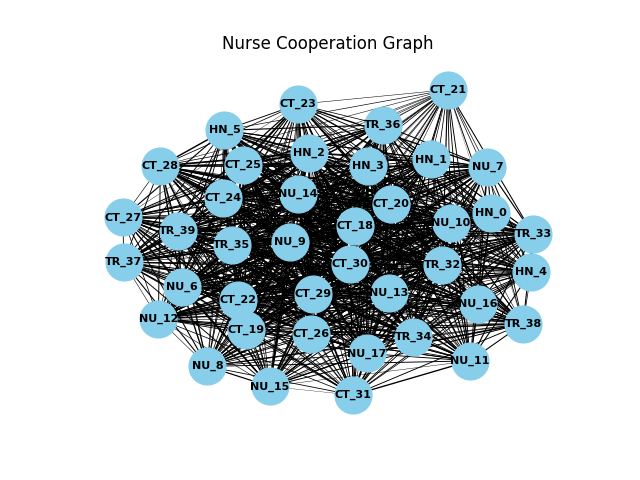 Nurse Cooperation Graph
CT_21
CT_23
TR_36
HN_5
HN_2
HN_1
CT_28
CT_25
HN_3
NU_7
NU_14
CT_24
CT_20
HN_0
CT_27
NU_10
CT_18
TR_39
TR_33
NU_9
TR_35
TR_37
CT_30
TR_32
HN_4
NU_6
NU_13
CT_29
CT_22
NU_16
NU_12
TR_38
CT_19
CT_26
TR_34
NU_17
NU_11
NU_8
NU_15
CT_31